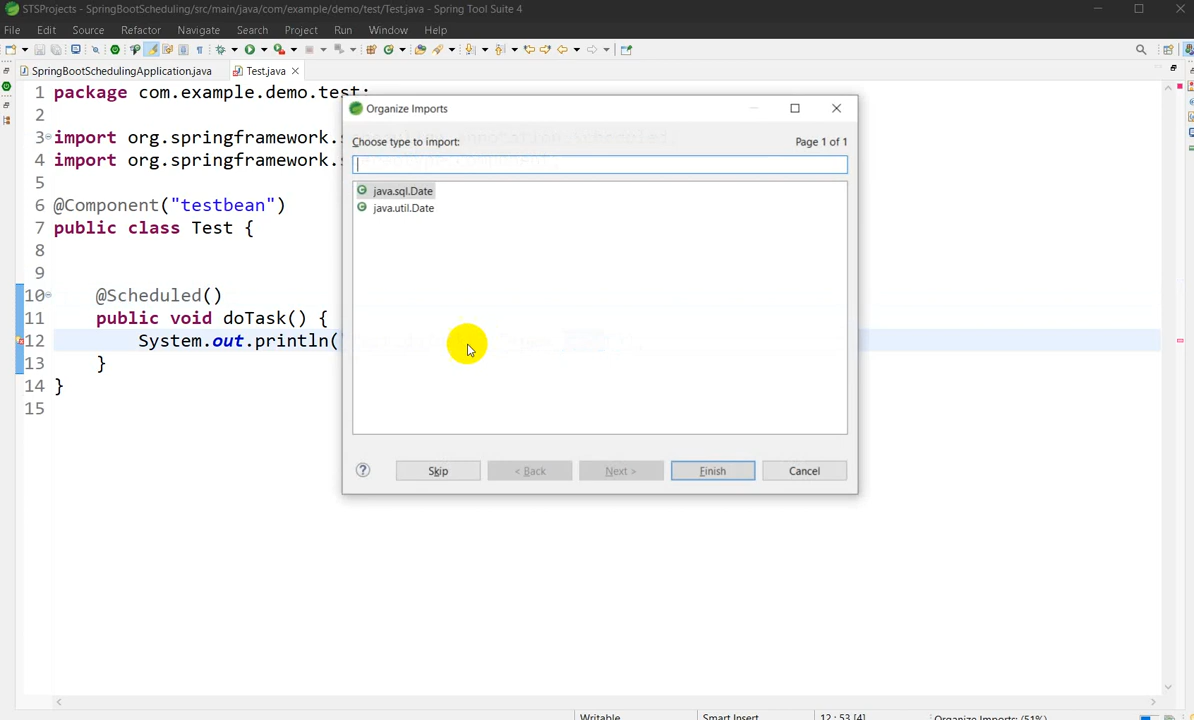 STSProjects - SpringBootScheduling/src/main/java/com/example/demo/test/Test.java - Spring Tool Suite 4
File Edit Source Refactor Navigate Search Project Run Window Help
SpringBootSchedulingApplication.java Test.java
1 package com.example.demo.test;
2
3 import org.springframework.
4 import org.springframework.
5
6 @Component("testbean")
7 public class Test {
8
9
10 @Scheduled()
11 public void doTask() {
12 System.out.println(
13 }
14 }
15
Organize Imports
Choose type to import: Page 1 of 1
java.sql.Date
java.util.Date
Skip < Back Next > Finish Cancel
Writable Smart Insert 12 : 53 [4] Organize Imports: (51%)